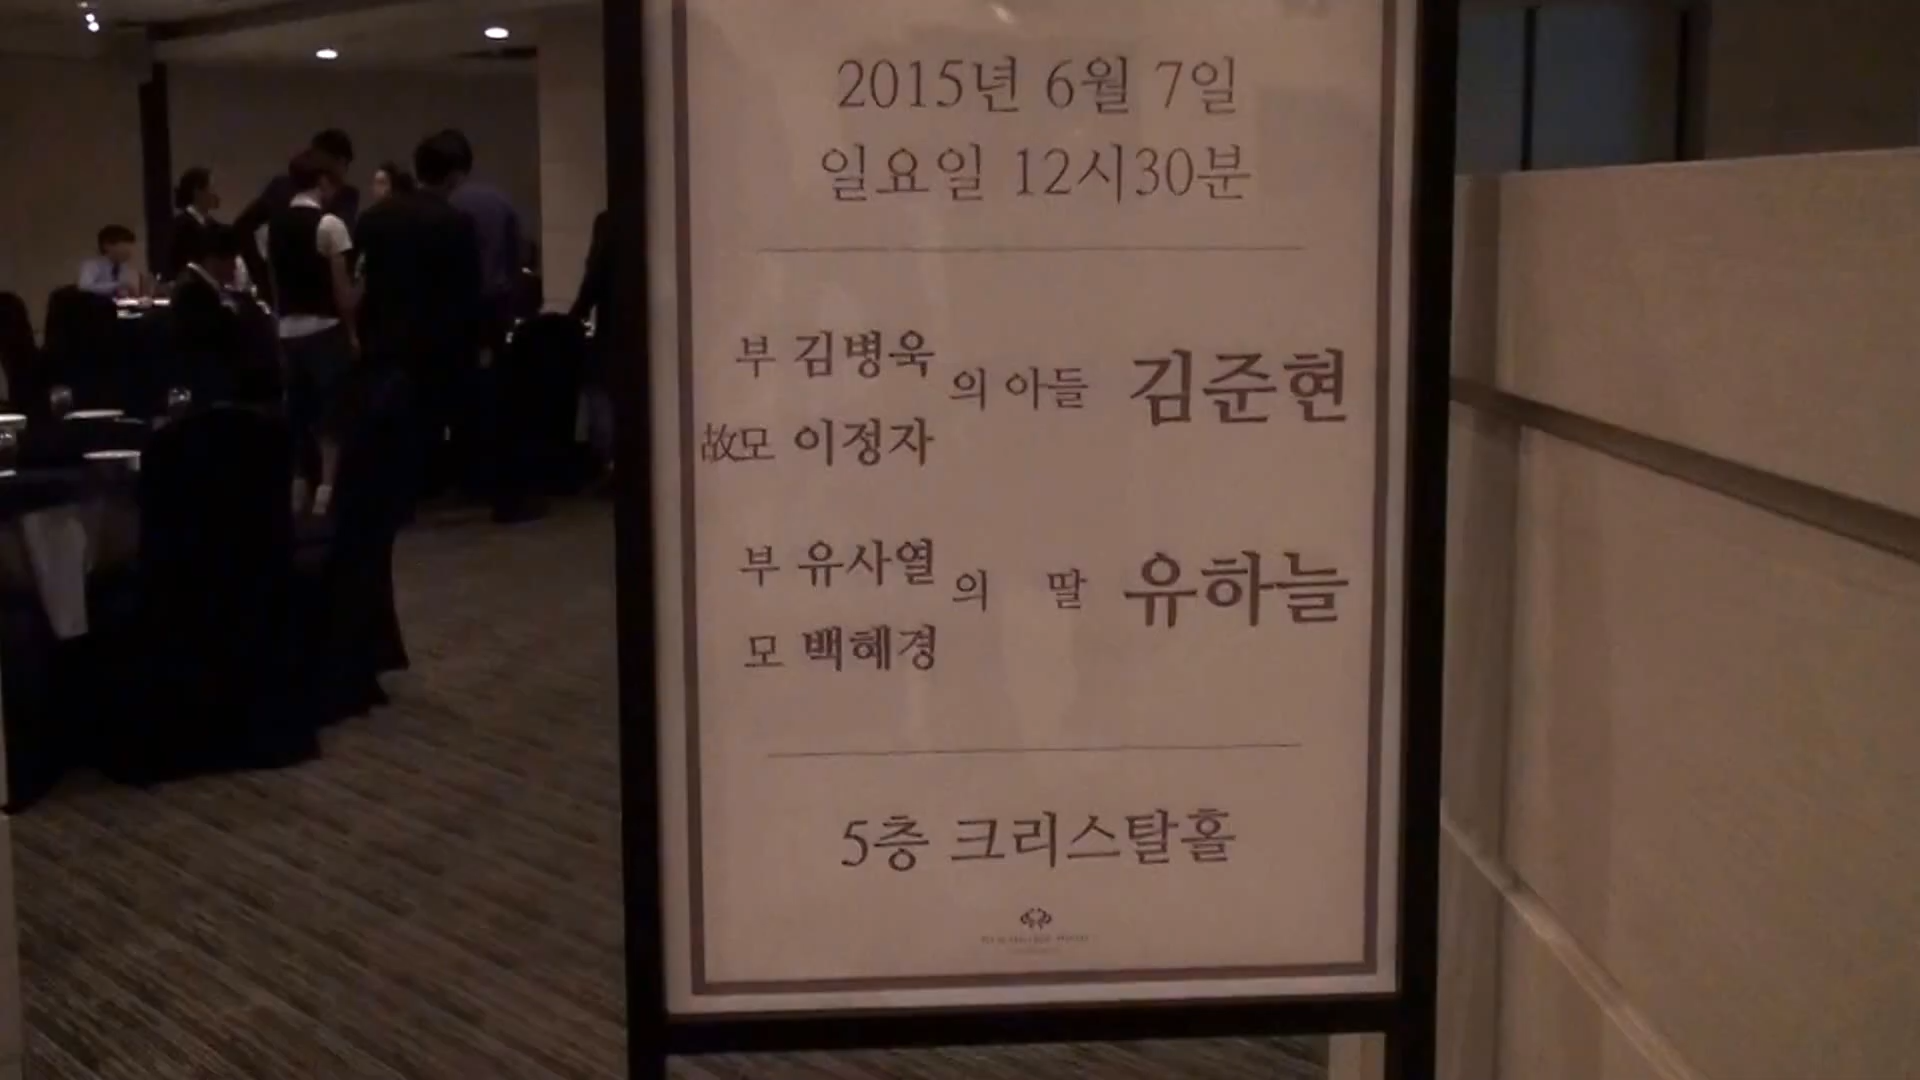 2015년 6월 7일
일요일 12시30분
부 김병욱
의 아들 김준현
故모 이정자
부 유사열
의 딸 유하늘
모 백혜경
5층 크리스탈홀